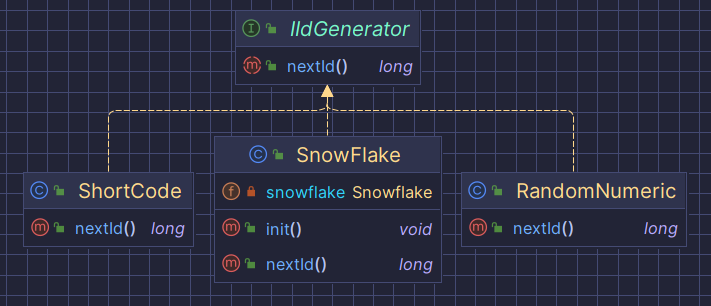 IIdGenerator
nextId() long
SnowFlake
snowflake Snowflake
init() void
nextId() long
ShortCode
nextId() long
RandomNumeric
nextId() long